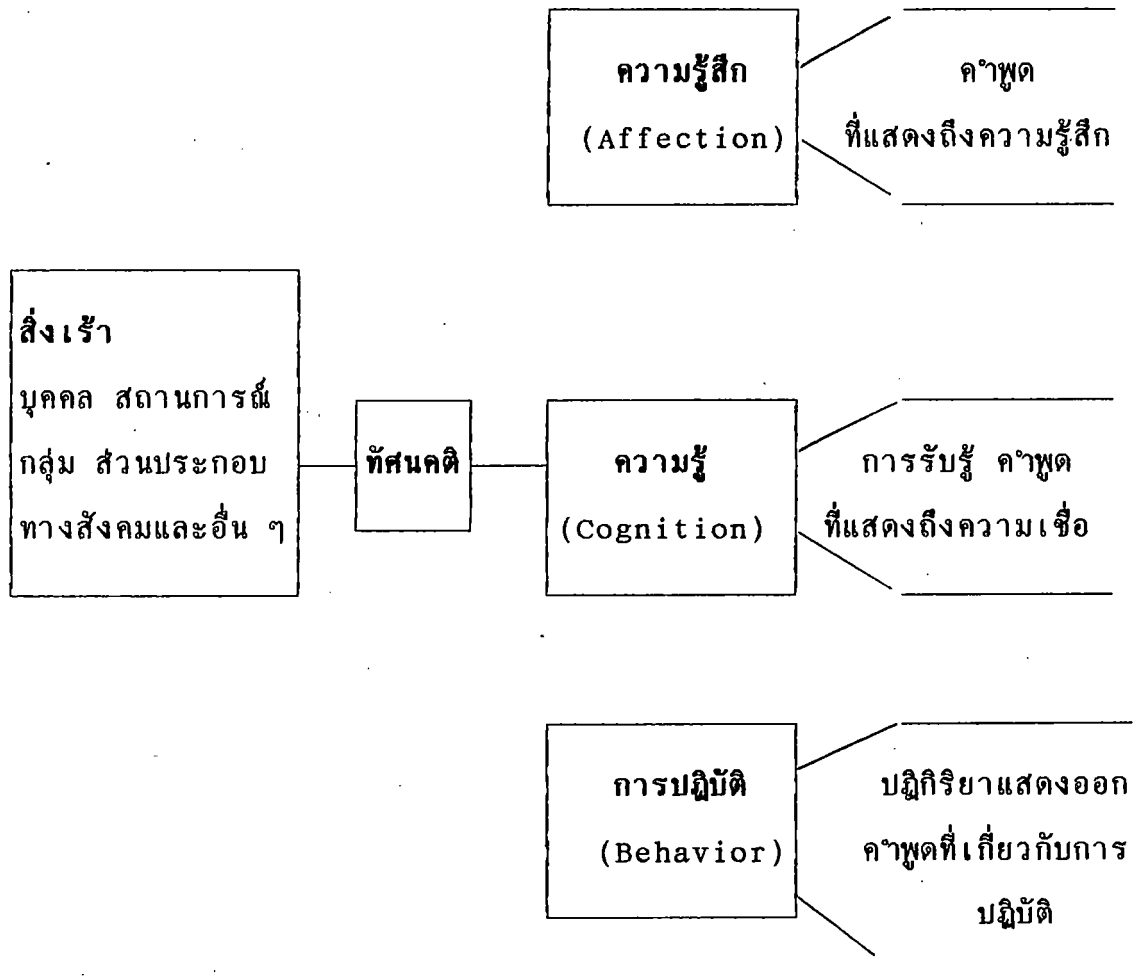 ความรู้สึก
(Affection)
คำพูด
ที่แสดงถึงความรู้สึก
สิ่งเร้า
บุคคล สถานการณ์
กลุ่ม ส่วนประกอบ
ทางสังคมและอื่น ๆ
ทัศนคติ
ความรู้
(Cognition)
การรับรู้ คำพูด
ที่แสดงถึงความเชื่อ
การปฏิบัติ
(Behavior)
ปฏิกิริยาแสดงออก
คำพูดที่เกี่ยวกับการ
ปฏิบัติ